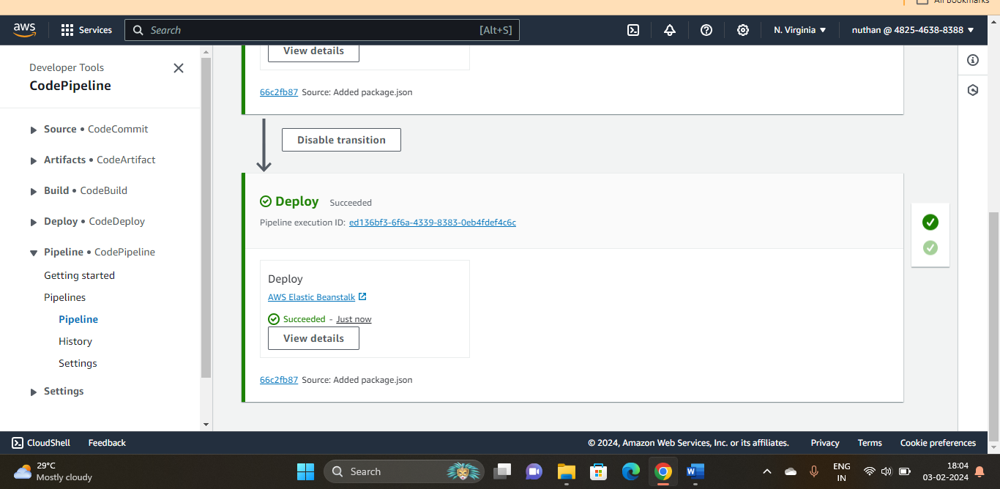 All Bookmarks
aws
Services
Search
[Alt+S]
N. Virginia
nuthan @ 4825-4638-8388
Developer Tools
CodePipeline
Source • CodeCommit
Artifacts • CodeArtifact
Build • CodeBuild
Deploy • CodeDeploy
Pipeline • CodePipeline
Getting started
Pipelines
Pipeline
History
Settings
Settings
View details
66c2fb87 Source: Added package.json
Disable transition
Deploy Succeeded
Pipeline execution ID: ed136bf3-6f6a-4339-8383-0eb4fdef4c6c
Deploy
AWS Elastic Beanstalk
Succeeded - Just now
View details
66c2fb87 Source: Added package.json
CloudShell
Feedback
© 2024, Amazon Web Services, Inc. or its affiliates.
Privacy
Terms
Cookie preferences
29°C
Mostly cloudy
Search
ENG
IN
18:04
03-02-2024